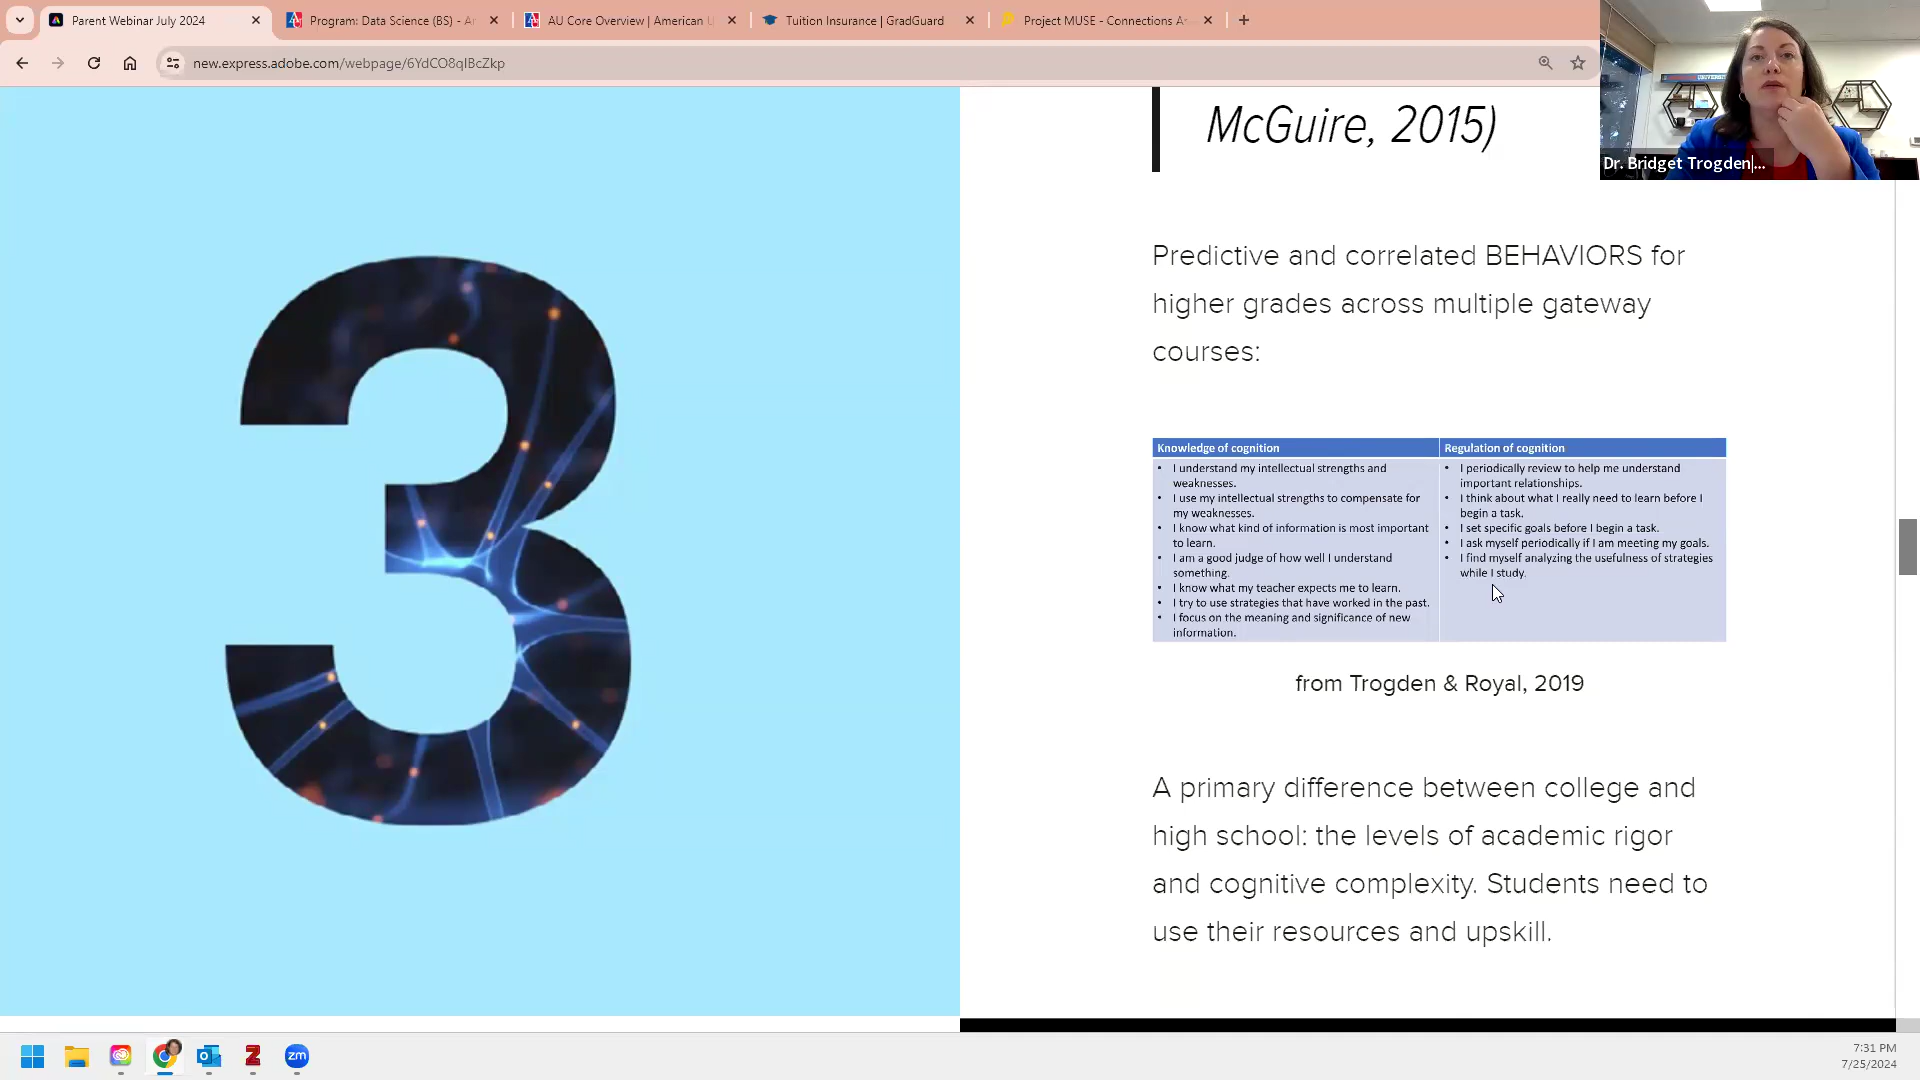 Parent Webinar July 2024
Program: Data Science (BS) - A
AU Core Overview | American U
Tuition Insurance | GradGuard
Project MUSE - Connections A
new.express.adobe.com/webpage/6YdCO8qIBcZkp
UNIVERSITY
Dr. Bridget Trogden|...
McGuire, 2015)
Predictive and correlated BEHAVIORS for
higher grades across multiple gateway
courses:
Knowledge of cognition
• I understand my intellectual strengths and
weaknesses.
• I use my intellectual strengths to compensate for
my weaknesses.
• I know what kind of information is most important
to learn.
• I am a good judge of how well I understand
something.
• I know what my teacher expects me to learn.
• I try to use strategies that have worked in the past.
• I focus on the meaning and significance of new
information.
Regulation of cognition
• I periodically review to help me understand
important relationships.
• I think about what I really need to learn before I
begin a task.
• I set specific goals before I begin a task.
• I ask myself periodically if I am meeting my goals.
• I find myself analyzing the usefulness of strategies
while I study.
from Trogden & Royal, 2019
A primary difference between college and
high school: the levels of academic rigor
and cognitive complexity. Students need to
use their resources and upskill.
3
zm
7:31 PM
7/25/2024